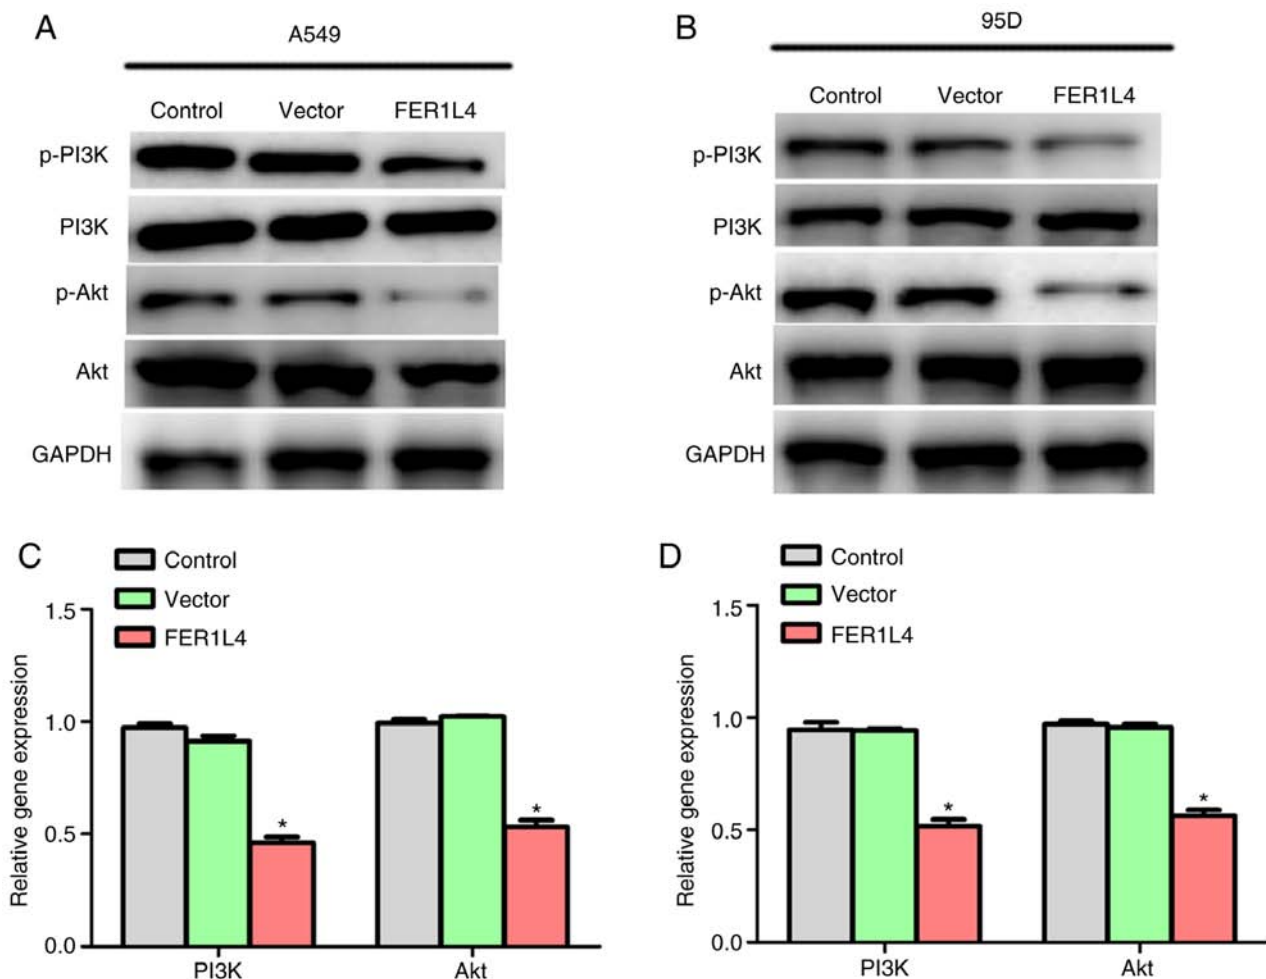 A
A549
Control Vector FER1L4
p-PI3K
PI3K
p-Akt
Akt
GAPDH
B
95D
Control Vector FER1L4
p-PI3K
PI3K
p-Akt
Akt
GAPDH
C
Control
Vector
FER1L4
Relative gene expression
1.5
1.0
0.5
0.0
*
*
PI3K Akt
D
Control
Vector
FER1L4
Relative gene expression
1.5
1.0
0.5
0.0
*
*
PI3K Akt